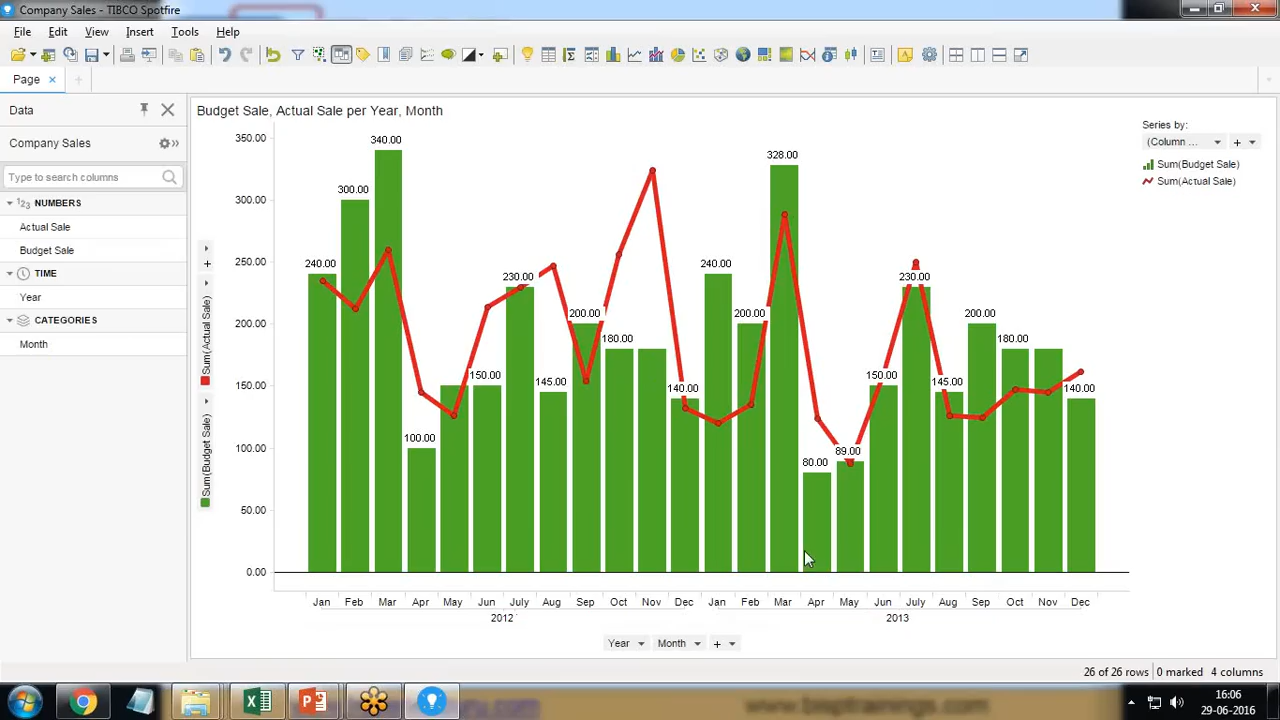 Company Sales - TIBCO Spotfire
File Edit View Insert Tools Help
Page
Data
Company Sales
Type to search columns
NUMBERS
Actual Sale
Budget Sale
TIME
Year
CATEGORIES
Month
Budget Sale, Actual Sale per Year, Month
350.00
300.00
250.00
200.00
150.00
100.00
50.00
0.00
Sum(Actual Sale)
Sum(Budget Sale)
240.00 300.00 340.00 100.00 150.00 230.00 145.00 200.00 180.00 140.00 240.00 200.00 328.00 80.00 89.00 150.00 230.00 145.00 200.00 180.00 140.00
Jan Feb Mar Apr May Jun July Aug Sep Oct Nov Dec Jan Feb Mar Apr May Jun July Aug Sep Oct Nov Dec
2012 2013
Year Month +
Series by:
(Column ... +
Sum(Budget Sale)
Sum(Actual Sale)
26 of 26 rows 0 marked 4 columns
www.bisptrainings.com
16:06
29-06-2016